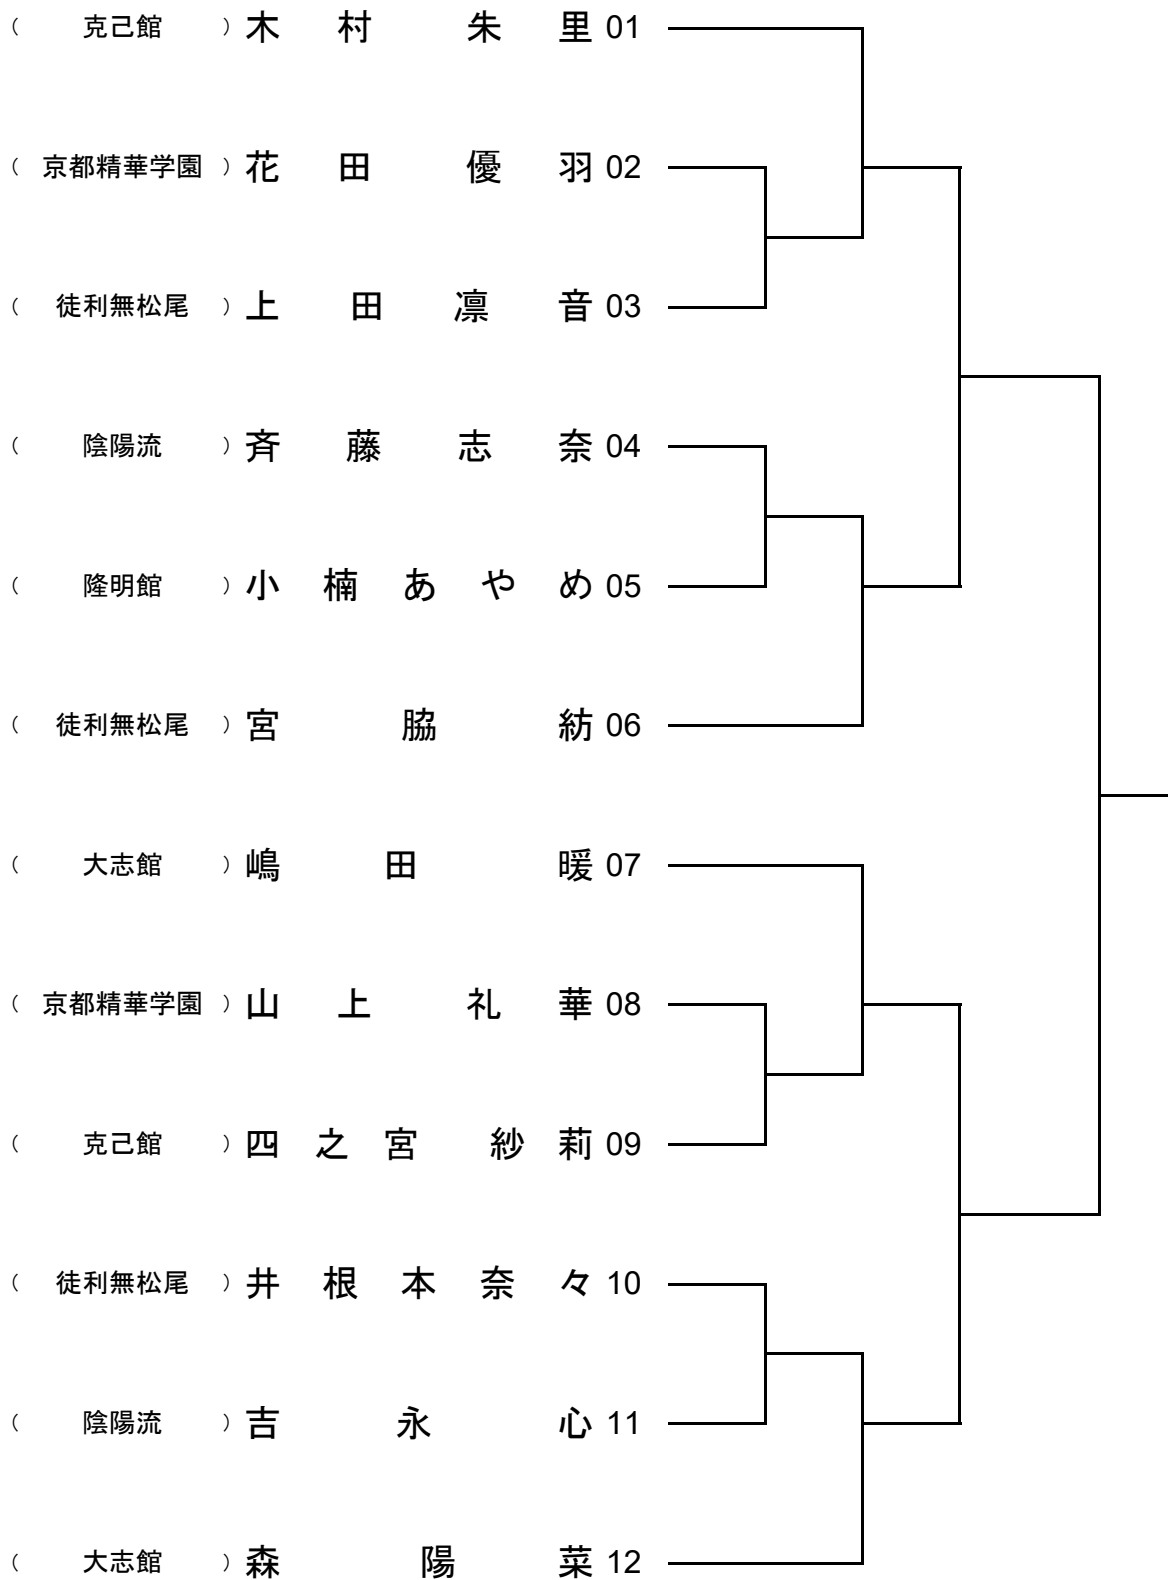 （ 克己館 ） 木村 朱里 01
（ 京都精華学園 ） 花田 優羽 02
（ 徒利無松尾 ） 上田 凛音 03
（ 陰陽流 ） 斉藤 志奈 04
（ 隆明館 ） 小楠あやめ 05
（ 徒利無松尾 ） 宮脇 紡 06
（ 大志館 ） 嶋田 暖 07
（ 京都精華学園 ） 山上 礼華 08
（ 克己館 ） 四之宮 紗莉 09
（ 徒利無松尾 ） 井根本奈々 10
（ 陰陽流 ） 吉永 心 11
（ 大志館 ） 森 陽菜 12